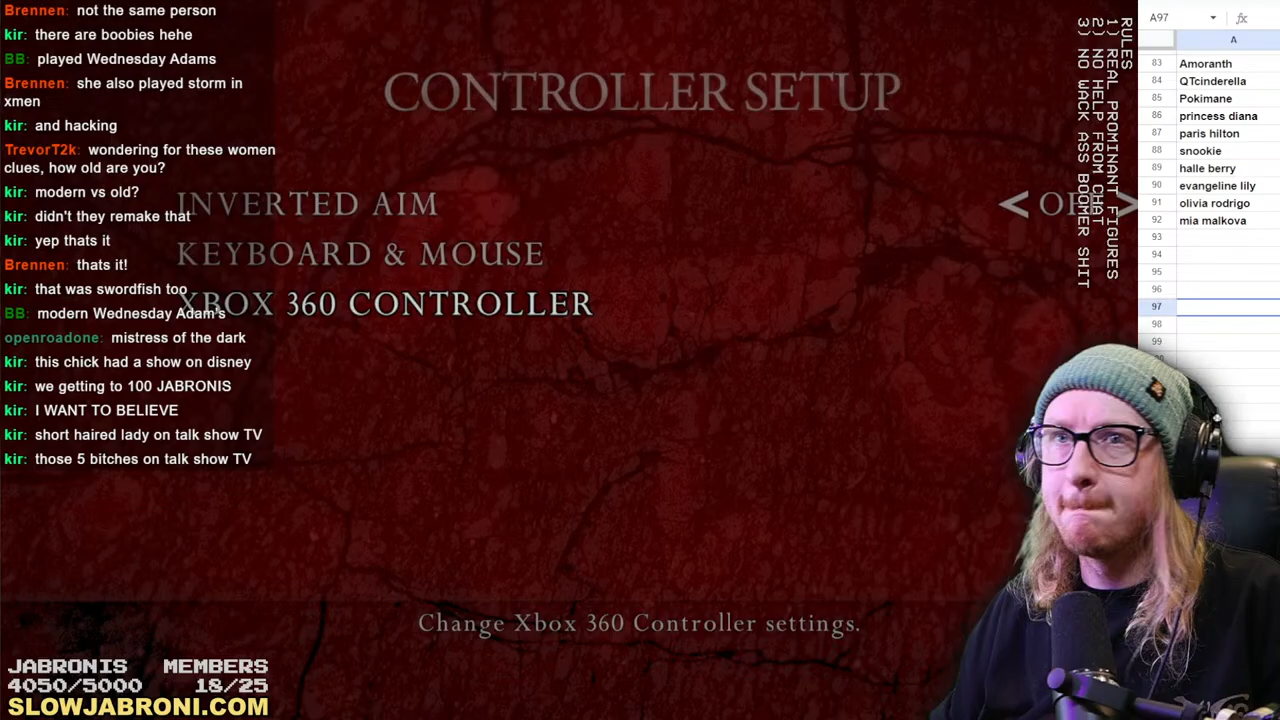 Brennen: not the same person
kir: there are boobies hehe
BB: played Wednesday Adams
Brennen: she also played storm in
xmen
kir: and hacking
TrevorT2k: wondering for these women
clues, how old are you?
kir: modern vs old?
kir: didn't they remake that
kir: yep thats it
Brennen: thats it!
kir: that was swordfish too
BB: modern Wednesday Adam's
openroadone: mistress of the dark
kir: this chick had a show on disney
kir: we getting to 100 JABRONIS
kir: I WANT TO BELIEVE
kir: short haired lady on talk show TV
kir: those 5 bitches on talk show TV
CONTROLLER SETUP
INVERTED AIM
KEYBOARD & MOUSE
XBOX 360 CONTROLLER
Change Xbox 360 Controller settings.
RULES
1) REAL PROMINANT FIGURES
2) NO HELP FROM CHAT
3) NO WACK ASS BOOMER SHIT
A97
fx
A
83 Amoranth
84 QTcinderella
85 Pokimane
86 princess diana
87 paris hilton
88 snookie
89 halle berry
90 evangeline lily
91 olivia rodrigo
92 mia malkova
93
94
95
96
97
98
99
JABRONIS MEMBERS
4050/5000 18/25
SLOWJABRONI.COM